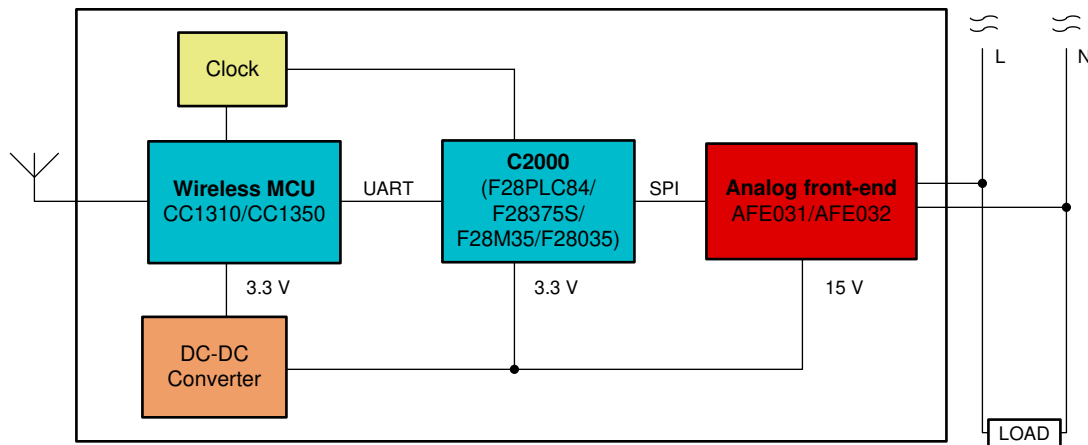 Clock
L
N
Wireless MCU
CC1310/CC1350
UART
C2000
(F28PLC84/
F28375S/
F28M35/F28035)
SPI
Analog front-end
AFE031/AFE032
3.3 V
3.3 V
15 V
DC-DC
Converter
LOAD